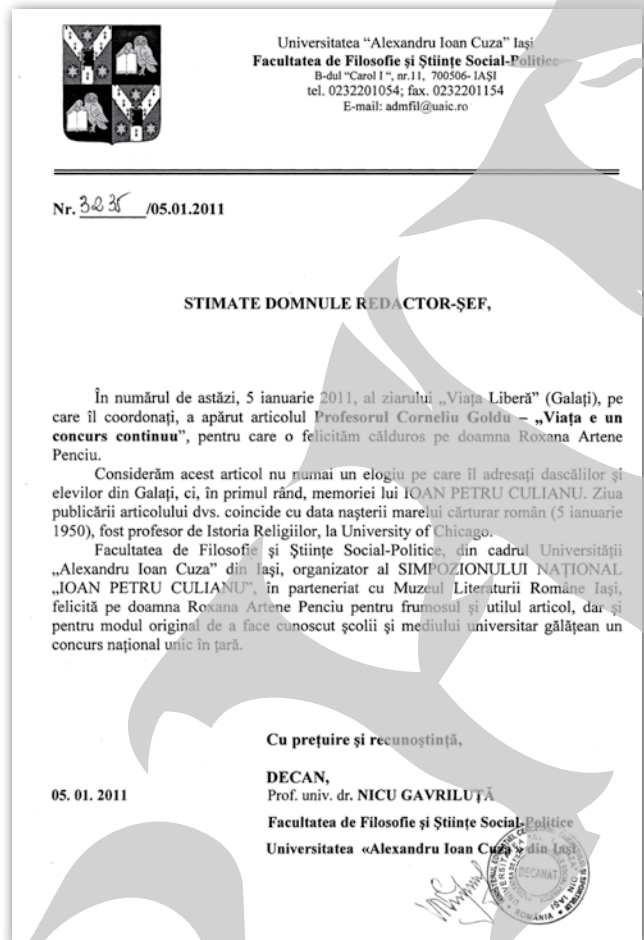 Universitatea “Alexandru Ioan Cuza” Iaşi
Facultatea de Filosofie şi Ştiinţe Social-Politice
B-dul “Carol I “, nr.11, 700506- IAŞI
tel. 0232201054; fax. 0232201154
E-mail: admfil@uaic.ro
Nr. 3235 /05.01.2011
STIMATE DOMNULE REDACTOR-ŞEF,
În numărul de astăzi, 5 ianuarie 2011, al ziarului „Viaţa Liberă” (Galaţi), pe
care îl coordonaţi, a apărut articolul Profesorul Corneliu Goldu – „Viaţa e un
concurs continuu”, pentru care o felicităm călduros pe doamna Roxana Artene
Penciu.
Considerăm acest articol nu numai un elogiu pe care îl adresaţi dascălilor şi
elevilor din Galaţi, ci, în primul rând, memoriei lui IOAN PETRU CULIANU. Ziua
publicării articolului dvs. coincide cu data naşterii marelui cărturar român (5 ianuarie
1950), fost profesor de Istoria Religiilor, la University of Chicago.
Facultatea de Filosofie şi Ştiinţe Social-Politice, din cadrul Universităţii
„Alexandru Ioan Cuza” din Iaşi, organizator al SIMPOZIONULUI NAŢIONAL
„IOAN PETRU CULIANU”, în parteneriat cu Muzeul Literaturii Române Iaşi,
felicită pe doamna Roxana Artene Penciu pentru frumosul şi utilul articol, dar şi
pentru modul original de a face cunoscut şcolii şi mediului universitar gălăţean un
concurs naţional unic în ţară.
Cu preţuire şi recunoştinţă,
DECAN,
05. 01. 2011 Prof. univ. dr. NICU GAVRILUŢĂ
Facultatea de Filosofie şi Ştiinţe Social-Politice
Universitatea «Alexandru Ioan Cuza» din Iaşi
DECANAT
ROMÂNIA